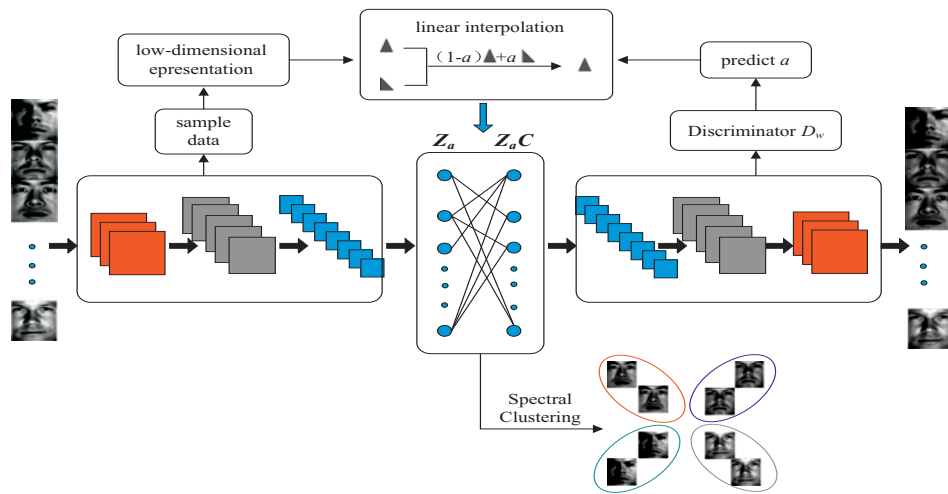 linear interpolation
(1-a) + a
low-dimensional
epresentation
predict a
sample
data
Discriminator D_w
Z_a Z_aC
Spectral
Clustering